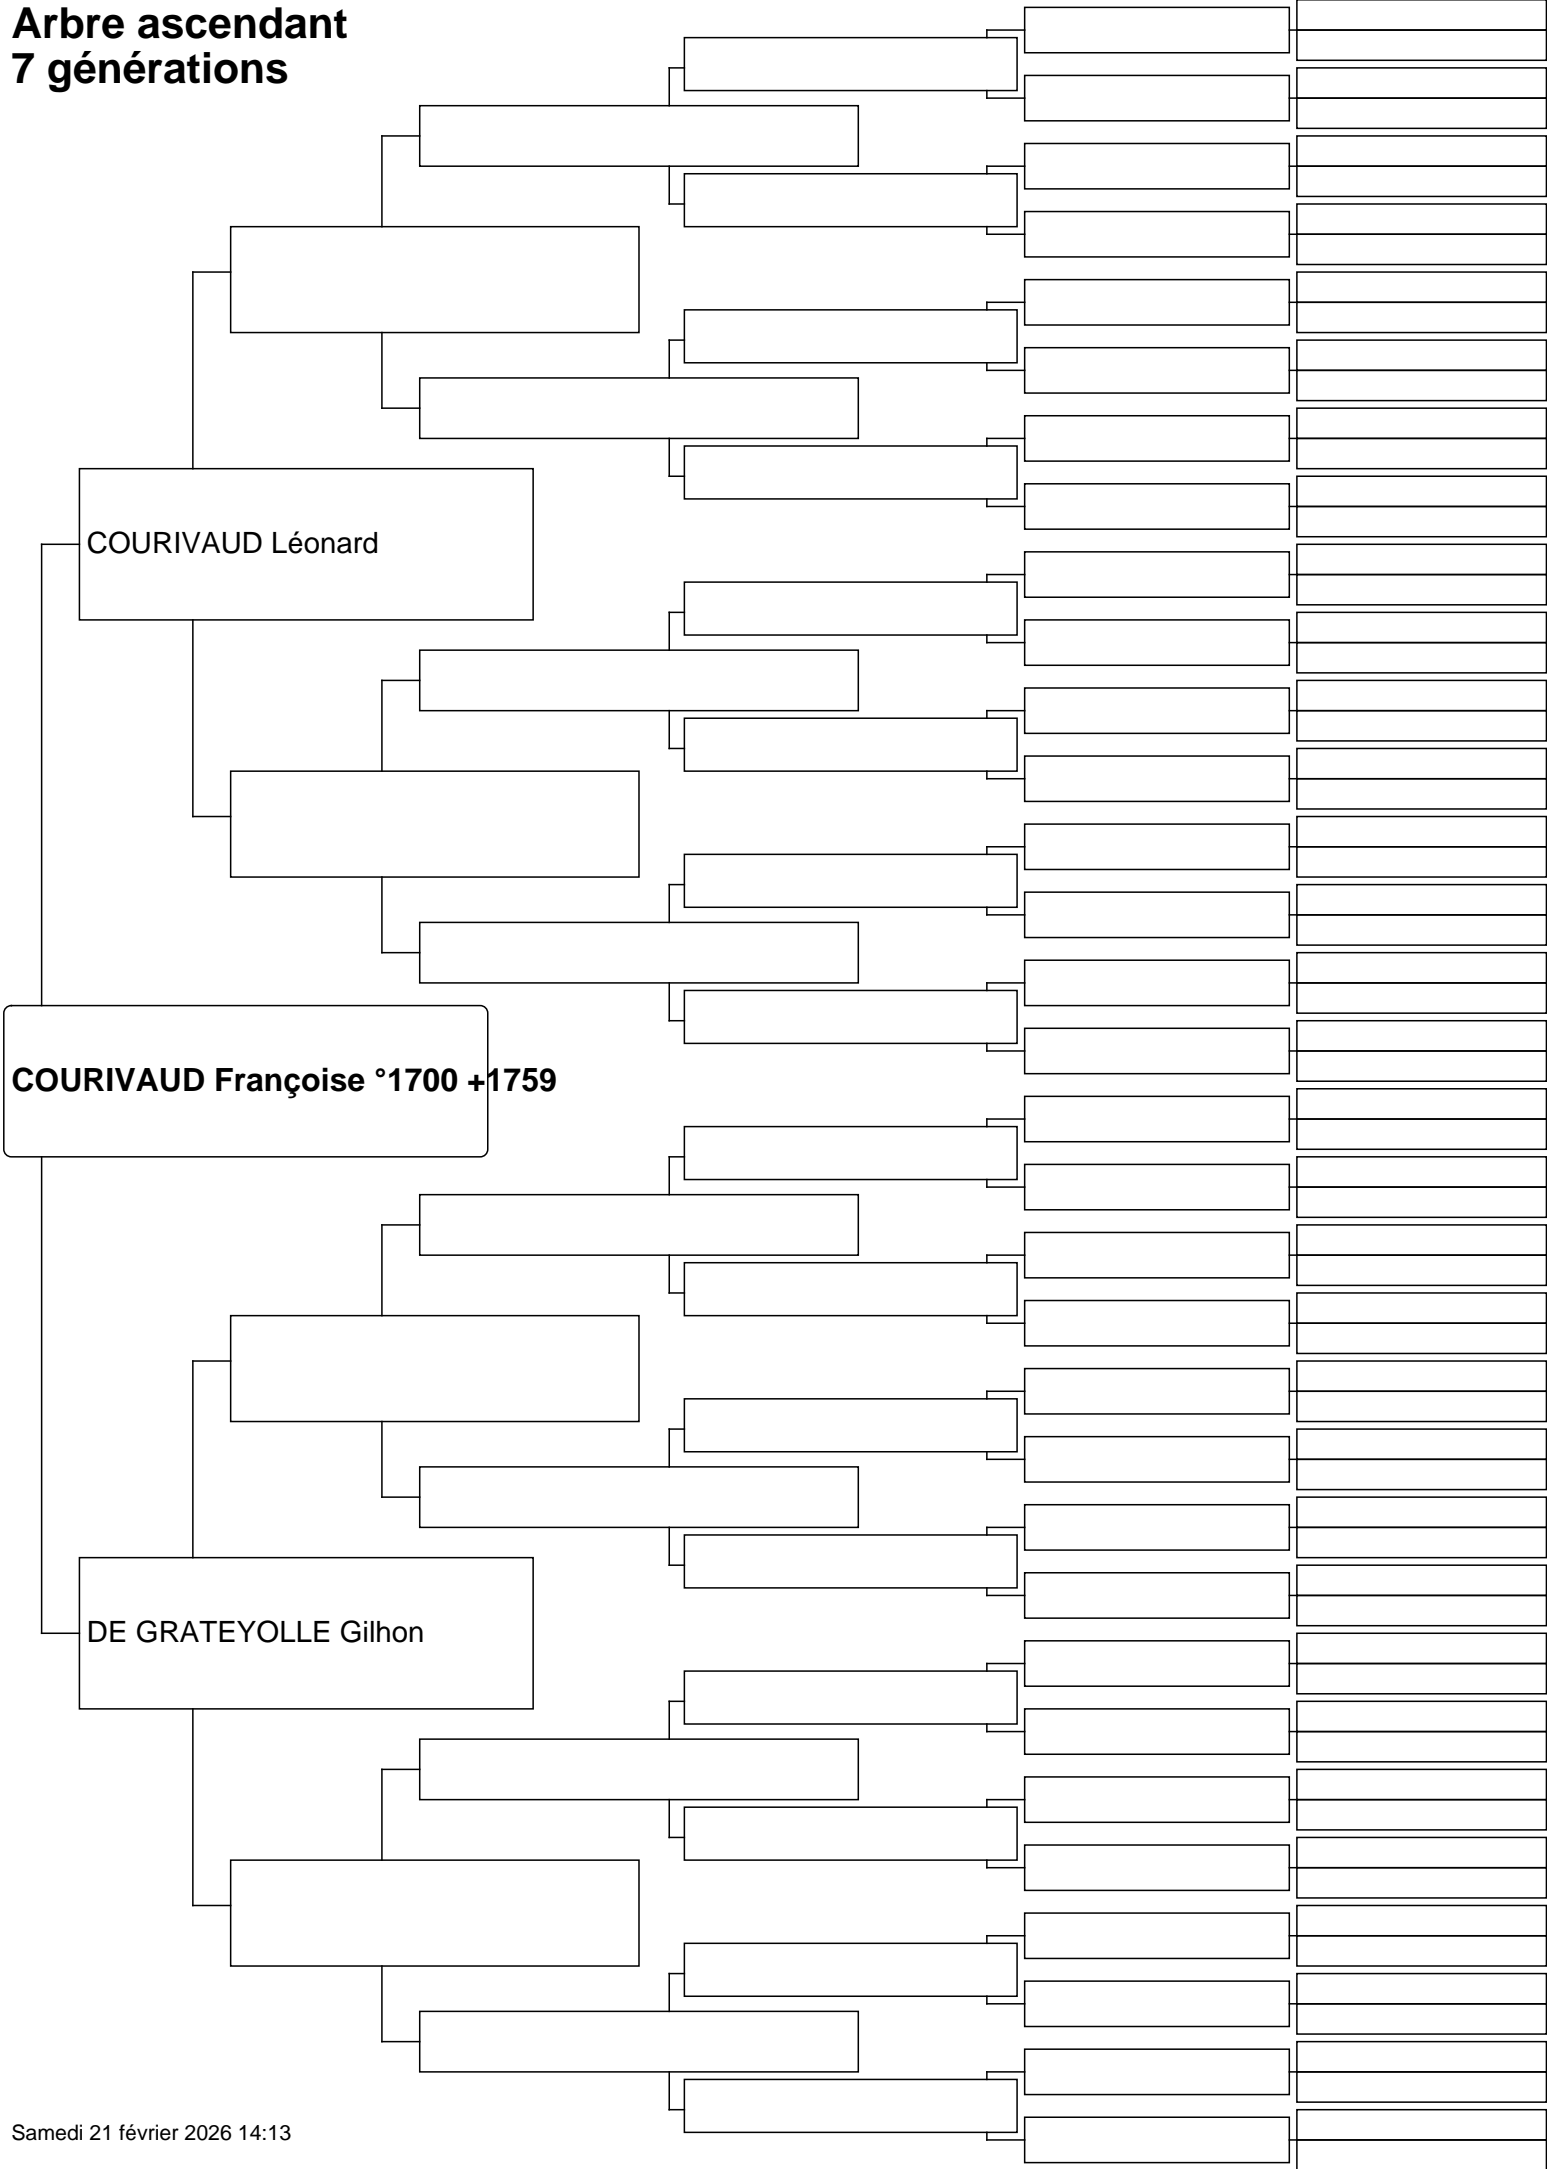 Arbre ascendant
7 générations
COURIVAUD Léonard
COURIVAUD Françoise °1700 +1759
DE GRATEYOLLE Gilhon
Samedi 21 février 2026 14:13